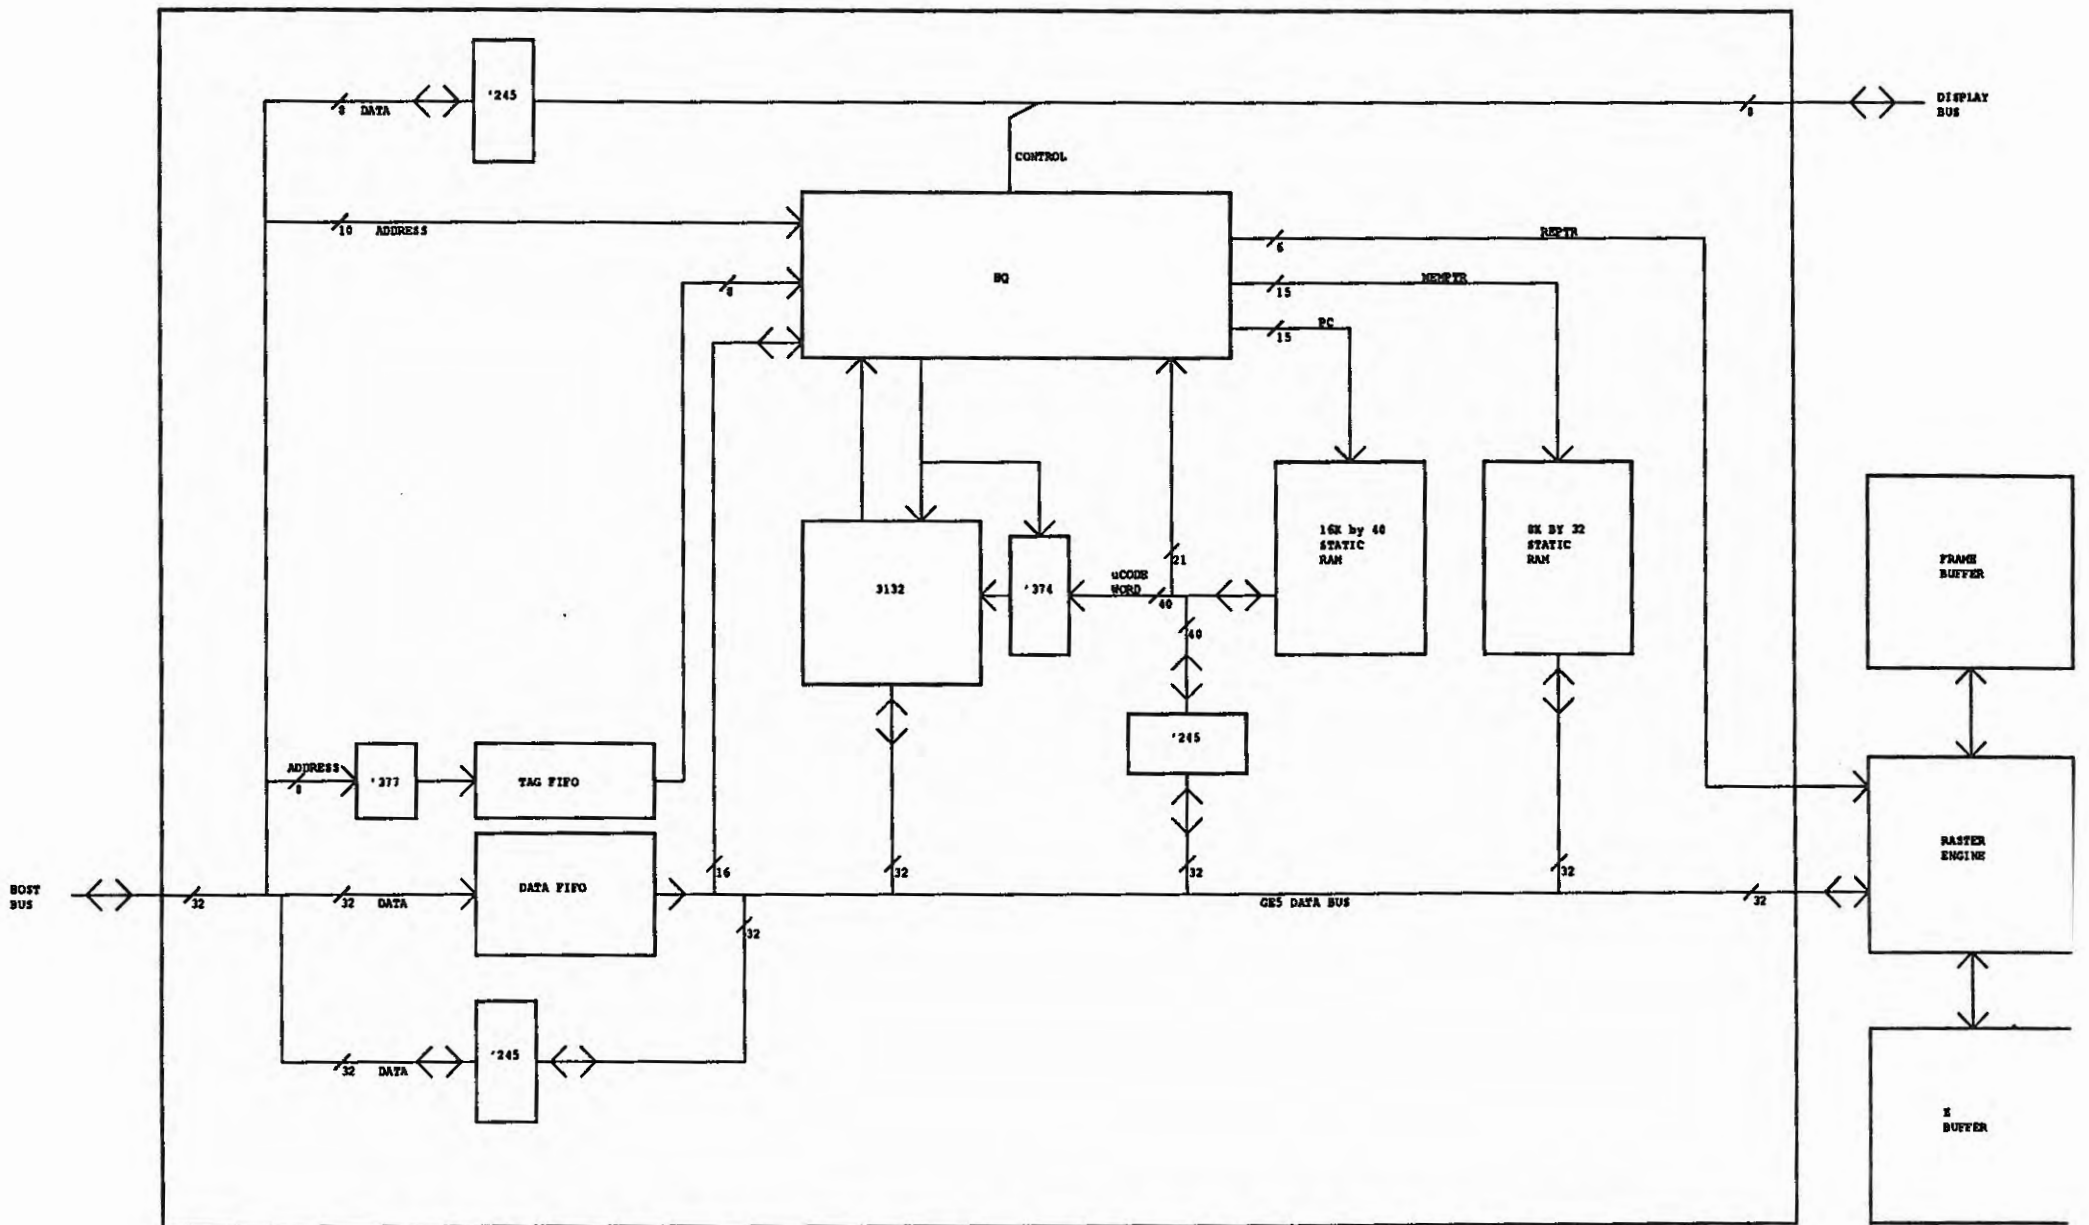 '245
8 DATA
8
DISPLAY
BUS
CONTROL
10 ADDRESS
HQ
6
REPTR
8
15
MEMPTR
15
PC
16K by 40
STATIC
RAM
8K BY 32
STATIC
RAM
FRAME
BUFFER
21
3132
'374
uCODE
WORD
40
40
'245
ADDRESS
8
'377
TAG FIFO
RASTER
ENGINE
HOST
BUS
32
32 DATA
DATA FIFO
16
32
32
32
GE5 DATA BUS
32
32
'245
32 DATA
Z
BUFFER